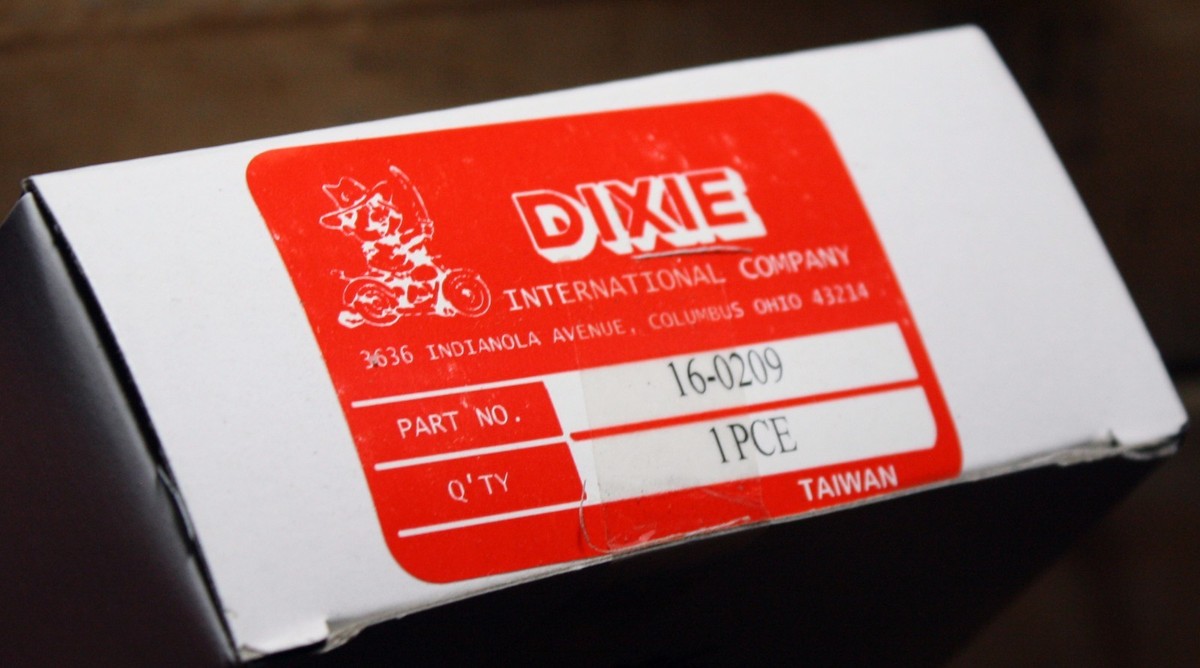 DIXIE
INTERNATIONAL COMPANY
3636 INDIANOLA AVENUE, COLUMBUS OHIO 43214
PART NO. 16-0209
Q'TY 1PCE
TAIWAN